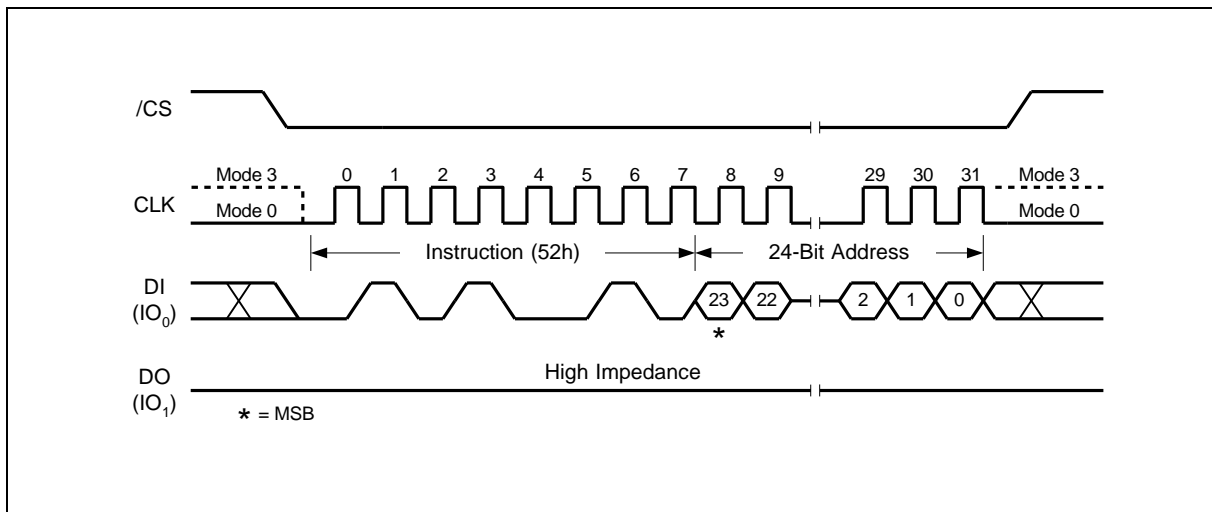 /CS
Mode 3 0 1 2 3 4 5 6 7 8 9 29 30 31 Mode 3
CLK
Mode 0 Mode 0
Instruction (52h) 24-Bit Address
DI
(IO₀)
23 22 2 1 0
*
DO
(IO₁)
High Impedance
* = MSB